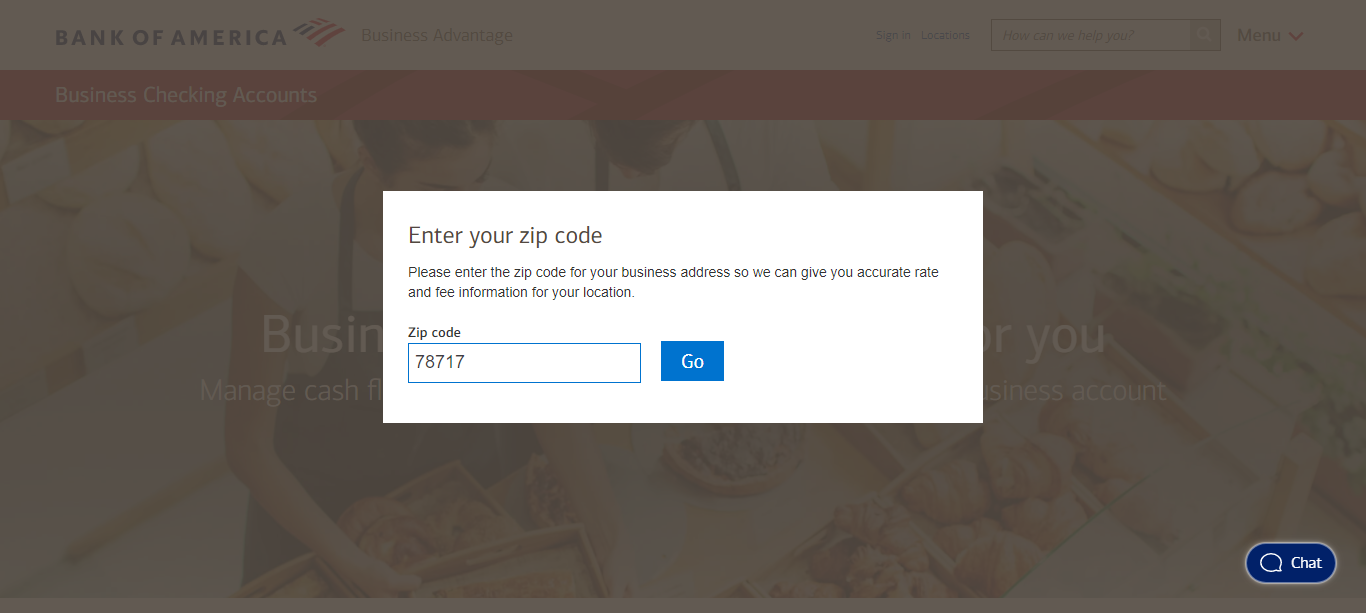 BANK OF AMERICA Business Advantage Sign in Locations How can we help you? Menu
Business Checking Accounts
Enter your zip code
Please enter the zip code for your business address so we can give you accurate rate
and fee information for your location.
Zip code
78717 Go
Busin or you
Manage cash fl siness account
Chat